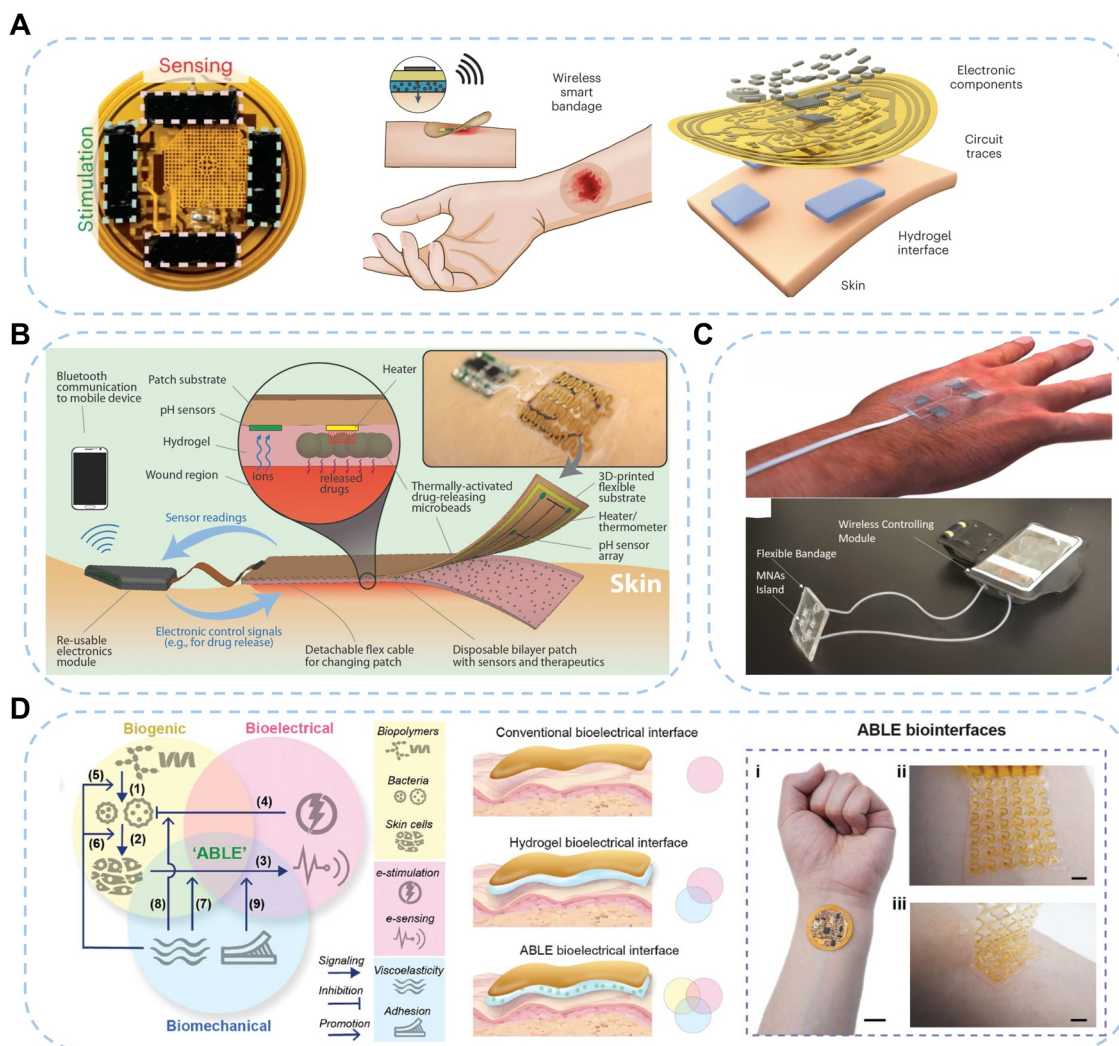 A
Sensing
Stimulation
Wireless
smart
bandage
Electronic
components
Circuit
traces
Hydrogel
interface
Skin
B
Bluetooth
communication
to mobile device
Patch substrate
pH sensors
Hydrogel
Wound region
Heater
ions
released
drugs
Thermally-activated
drug-releasing
microbeads
3D-printed
flexible
substrate
Heater/
thermometer
pH sensor
array
Sensor readings
Skin
Re-usable
electronics
module
Electronic control signals
(e.g., for drug release)
Detachable flex cable
for changing patch
Disposable bilayer patch
with sensors and therapeutics
C
Wireless Controlling
Module
Flexible Bandage
MNAs
Island
D
Biogenic
Bioelectrical
(5)
(1)
(4)
(6)
(2)
'ABLE'
(3)
(8)
(7)
(9)
Biomechanical
Biopolymers
Bacteria
Skin cells
e-stimulation
e-sensing
Signaling
Inhibition
Promotion
Viscoelasticity
Adhesion
Conventional bioelectrical interface
Hydrogel bioelectrical interface
ABLE bioelectrical interface
ABLE biointerfaces
i
ii
iii